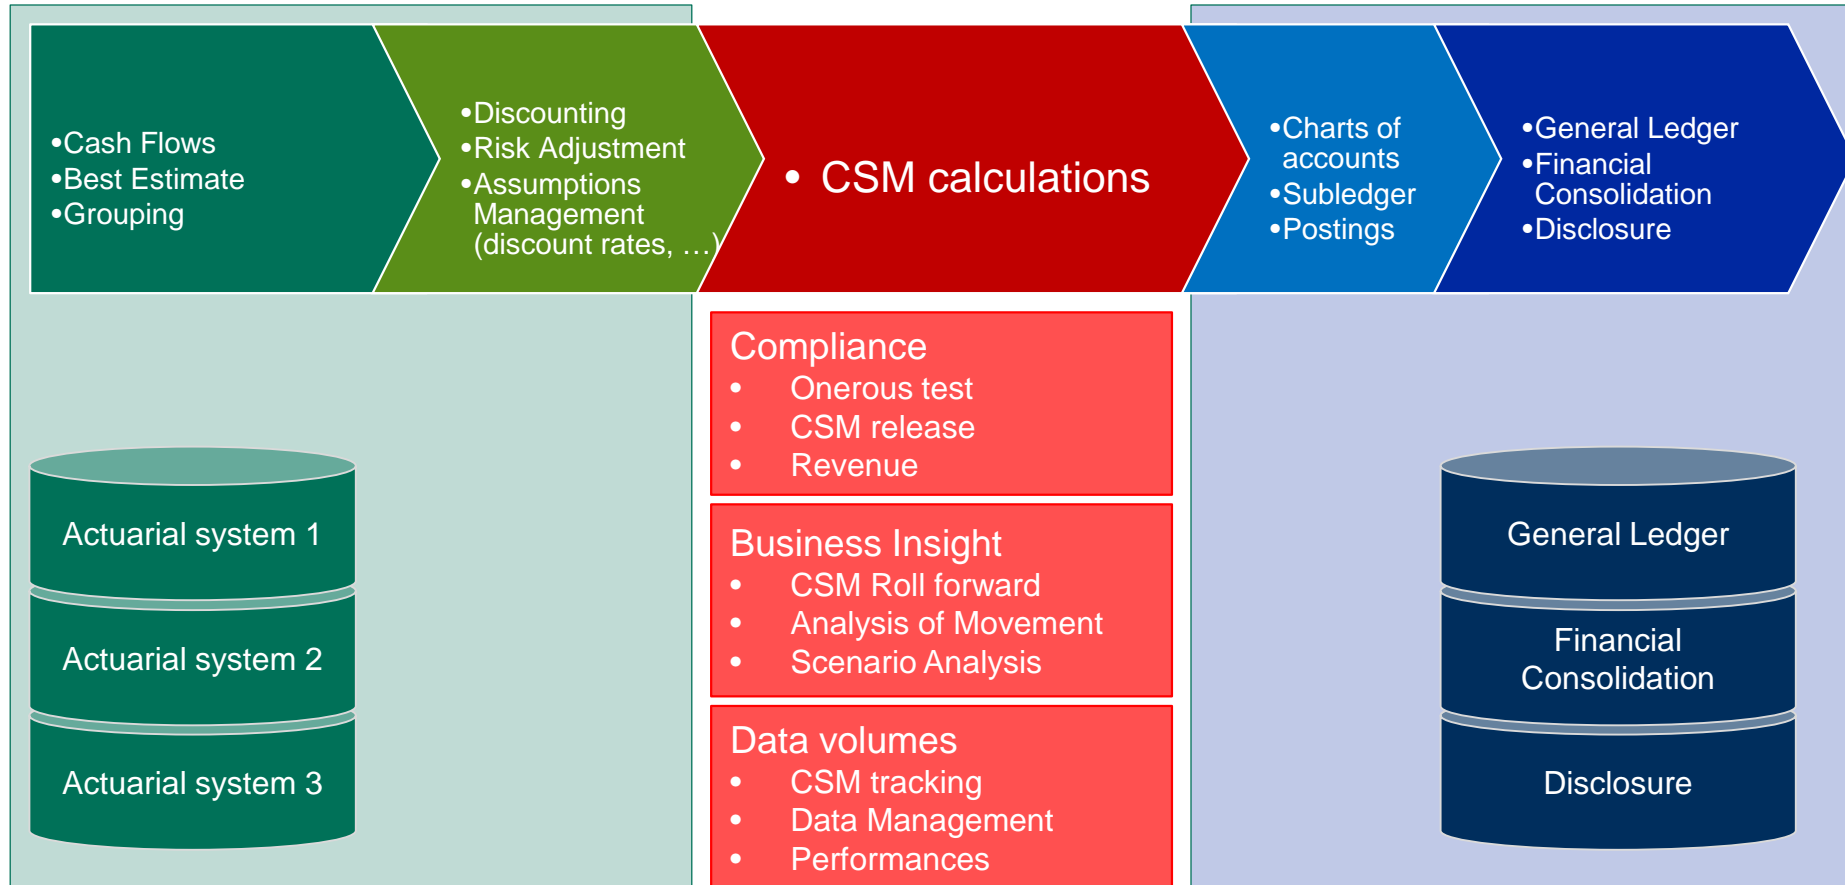 •Cash Flows
•Best Estimate
•Grouping
•Discounting
•Risk Adjustment
•Assumptions
Management
(discount rates, …)
• CSM calculations
•Charts of
accounts
•Subledger
•Postings
•General Ledger
•Financial
Consolidation
•Disclosure
Compliance
• Onerous test
• CSM release
• Revenue
Business Insight
• CSM Roll forward
• Analysis of Movement
• Scenario Analysis
Data volumes
• CSM tracking
• Data Management
• Performances
Actuarial system 1
Actuarial system 2
Actuarial system 3
General Ledger
Financial
Consolidation
Disclosure